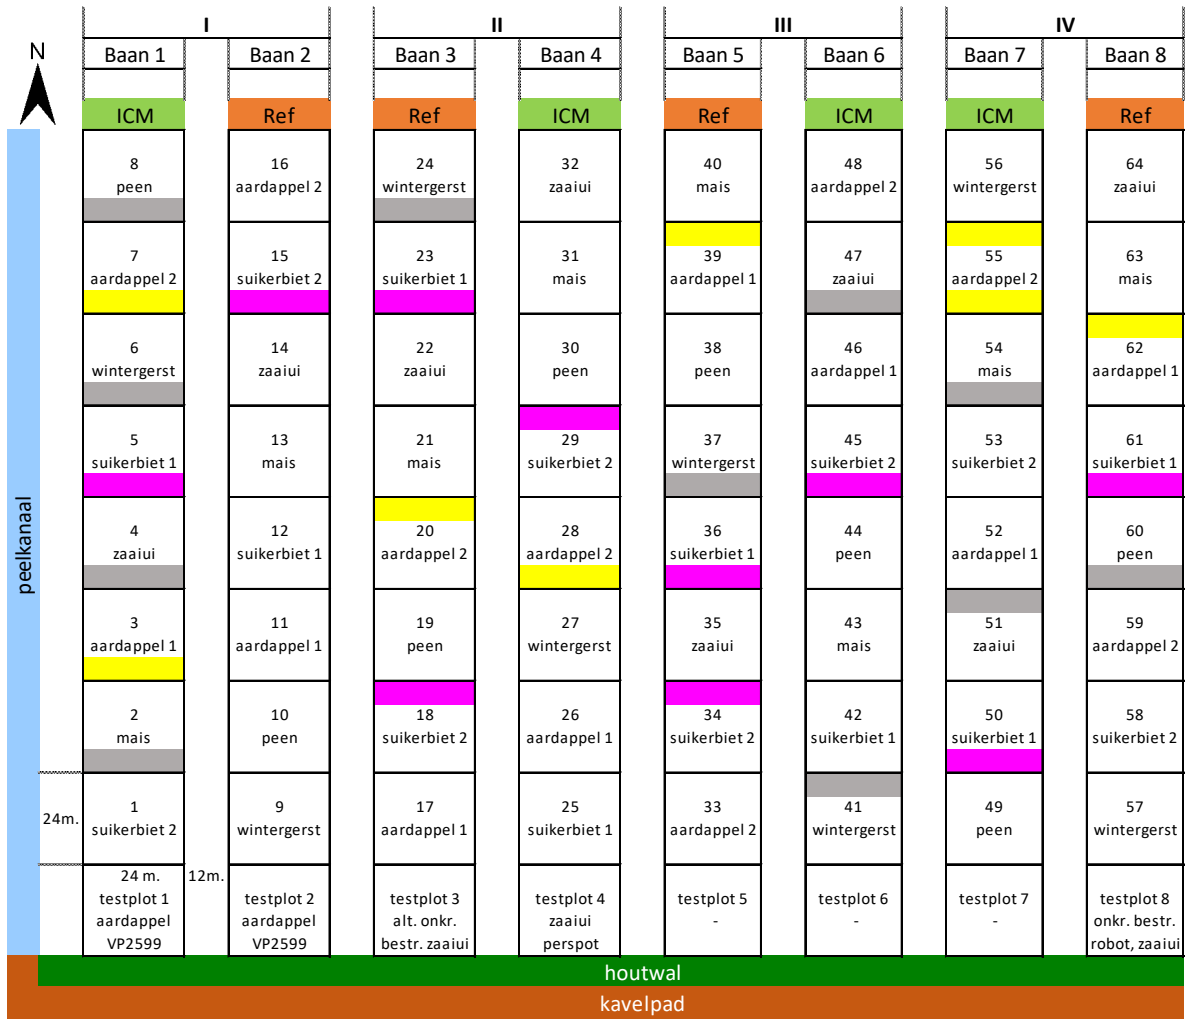 I II III IV
N
Baan 1 Baan 2 Baan 3 Baan 4 Baan 5 Baan 6 Baan 7 Baan 8
ICM Ref Ref ICM Ref ICM ICM Ref
8 16 24 32 40 48 56 64
peen aardappel 2 wintergerst zaaiui mais aardappel 2 wintergerst zaaiui
7 15 23 31 39 47 55 63
aardappel 2 suikerbiet 2 suikerbiet 1 mais aardappel 1 zaaiui aardappel 2 mais
6 14 22 30 38 46 54 62
wintergerst zaaiui zaaiui peen peen aardappel 1 mais aardappel 1
5 13 21 29 37 45 53 61
suikerbiet 1 mais mais suikerbiet 2 wintergerst suikerbiet 2 suikerbiet 2 suikerbiet 1
4 12 20 28 36 44 52 60
zaaiui suikerbiet 1 aardappel 2 aardappel 2 suikerbiet 1 peen aardappel 1 peen
peelkanaal
3 11 19 27 35 43 51 59
aardappel 1 aardappel 1 peen wintergerst zaaiui mais zaaiui aardappel 2
2 10 18 26 34 42 50 58
mais peen suikerbiet 2 aardappel 1 suikerbiet 2 suikerbiet 1 suikerbiet 1 suikerbiet 2
1 9 17 25 33 41 49 57
24m. suikerbiet 2 wintergerst aardappel 1 suikerbiet 1 aardappel 2 wintergerst peen wintergerst
24 m. 12m.
testplot 1 testplot 2 testplot 3 testplot 4 testplot 5 testplot 6 testplot 7 testplot 8
aardappel aardappel alt. onkr. zaaiui - - - onkr. bestr.
VP2599 VP2599 bestr. zaaiui perspot robot, zaaiui
houtwal
kavelpad